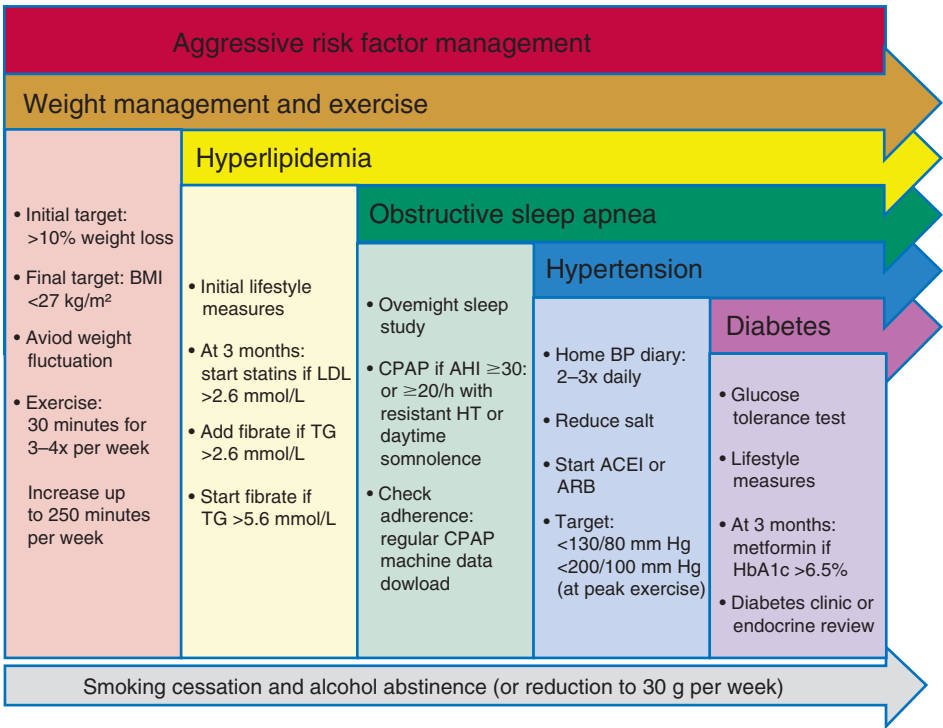 Aggressive risk factor management
Weight management and exercise
• Initial target:
>10% weight loss
• Final target: BMI
<27 kg/m²
• Aviod weight
fluctuation
• Exercise:
30 minutes for
3–4x per week
Increase up
to 250 minutes
per week
Hyperlipidemia
• Initial lifestyle
measures
• At 3 months:
start statins if LDL
>2.6 mmol/L
• Add fibrate if TG
>2.6 mmol/L
• Start fibrate if
TG >5.6 mmol/L
Obstructive sleep apnea
• Ovemight sleep
study
• CPAP if AHI ≥30:
or ≥20/h with
resistant HT or
daytime
somnolence
• Check
adherence:
regular CPAP
machine data
dowload
Hypertension
• Home BP diary:
2–3x daily
• Reduce salt
• Start ACEI or
ARB
• Target:
<130/80 mm Hg
<200/100 mm Hg
(at peak exercise)
Diabetes
• Glucose
tolerance test
• Lifestyle
measures
• At 3 months:
metformin if
HbA1c >6.5%
• Diabetes clinic or
endocrine review
Smoking cessation and alcohol abstinence (or reduction to 30 g per week)